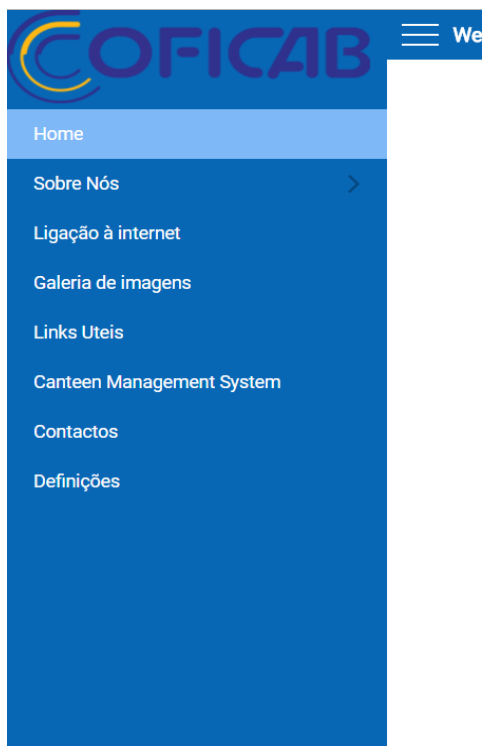 COFICAB
We
Home
Sobre Nós
Ligação à internet
Galeria de imagens
Links Uteis
Canteen Management System
Contactos
Definições